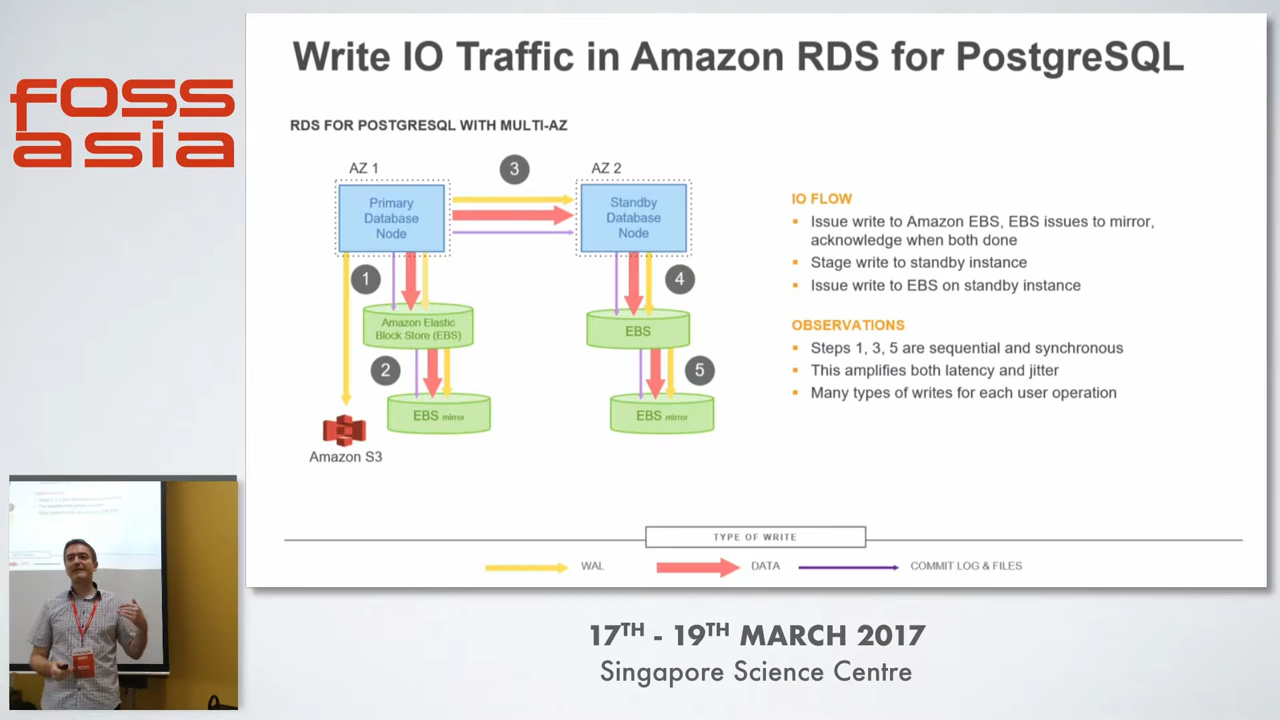 foss
asia
Write IO Traffic in Amazon RDS for PostgreSQL
RDS FOR POSTGRESQL WITH MULTI-AZ
AZ 1
3
AZ 2
Primary
Database
Node
Standby
Database
Node
1
4
Amazon Elastic
Block Store (EBS)
EBS
2
5
EBS mirror
EBS mirror
Amazon S3
IO FLOW
▪ Issue write to Amazon EBS, EBS issues to mirror,
acknowledge when both done
▪ Stage write to standby instance
▪ Issue write to EBS on standby instance
OBSERVATIONS
▪ Steps 1, 3, 5 are sequential and synchronous
▪ This amplifies both latency and jitter
▪ Many types of writes for each user operation
TYPE OF WRITE
WAL
DATA
COMMIT LOG & FILES
17TH - 19TH MARCH 2017
Singapore Science Centre